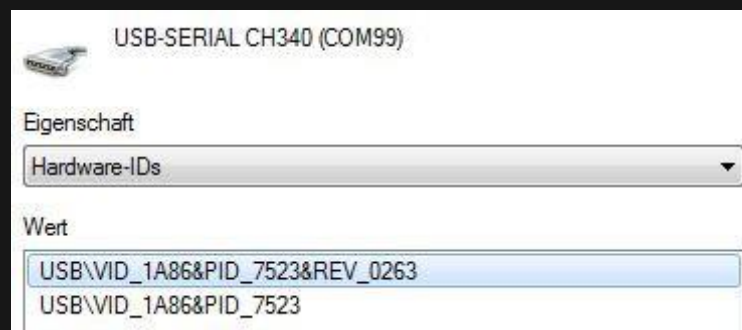 USB-SERIAL CH340 (COM99)
Eigenschaft
Hardware-IDs
Wert
USB\VID_1A86&PID_7523&REV_0263
USB\VID_1A86&PID_7523